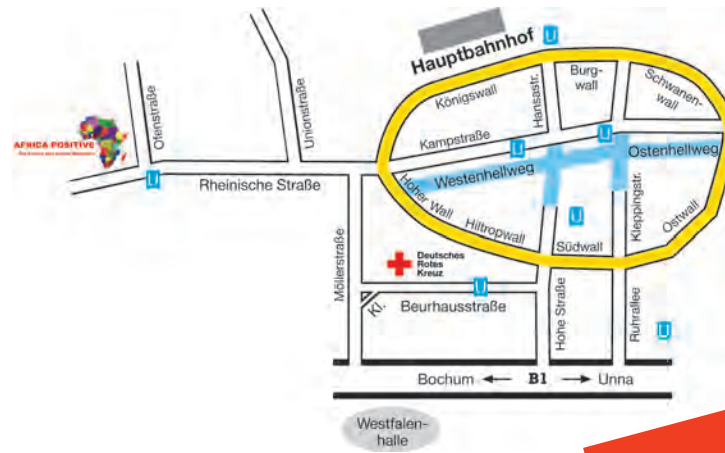 Hauptbahnhof
U
Burg-
wall
Schwanen-
wall
Königswall
Hansastr.
Ofenstraße
Unionstraße
Kampstraße
U
U
AFRICA POSITIVE
U
Rheinische Straße
Westenhellweg
Ostenhellweg
Hoher Wall
Hiltropwall
U
Südwall
Kleppingstr.
Ostwall
Möllerstraße
Deutsches
Rotes
Kreuz
U
Kl.
Beurhausstraße
Hohe Straße
Ruhrallee
U
Bochum
B1
Unna
Westfalen-
halle